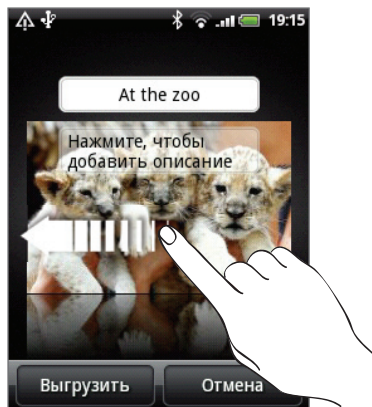 19:15
At the zoo
Нажмите, чтобы
добавить описание
Выгрузить Отмена